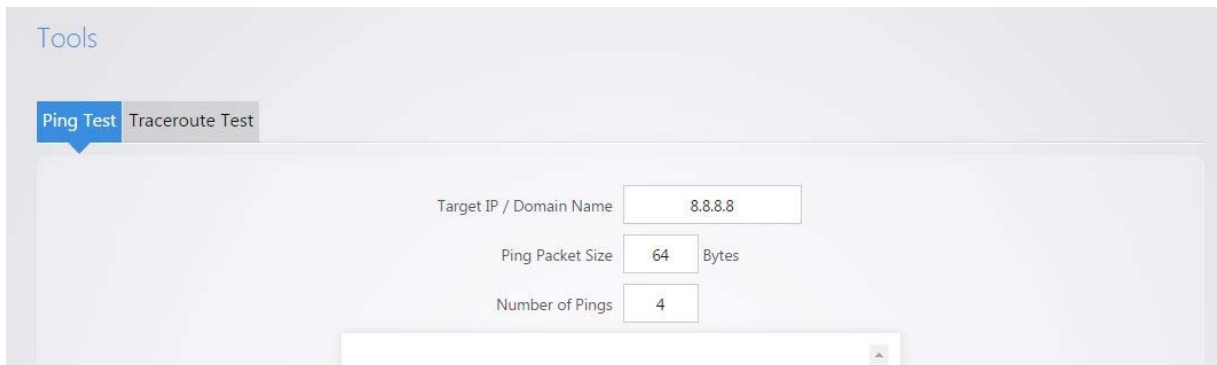 Tools
Ping Test Traceroute Test
Target IP / Domain Name 8.8.8.8
Ping Packet Size 64 Bytes
Number of Pings 4